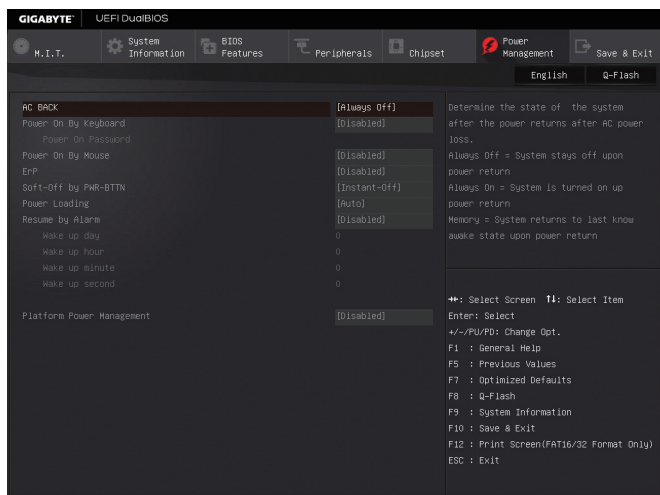 GIGABYTE™ UEFI DualBIOS
M.I.T.
System Information
BIOS Features
Peripherals
Chipset
Power Management
Save & Exit
English Q-Flash
AC BACK [Always Off]
Power On By Keyboard [Disabled]
Power On Password
Power On By Mouse [Disabled]
ErP [Disabled]
Soft-Off by PWR-BTTN [Instant-Off]
Power Loading [Auto]
Resume by Alarm [Disabled]
Wake up day 0
Wake up hour 0
Wake up minute 0
Wake up second 0
Platform Power Management [Disabled]
Determine the state of the system
after the power returns after AC power
loss.
Always Off = System stays off upon
power return
Always On = System is turned on up
power return
Memory = System returns to last know
awake state upon power return
→←: Select Screen ↑↓: Select Item
Enter: Select
+/-/PU/PD: Change Opt.
F1 : General Help
F5 : Previous Values
F7 : Optimized Defaults
F8 : Q-Flash
F9 : System Information
F10 : Save & Exit
F12 : Print Screen(FAT16/32 Format Only)
ESC : Exit